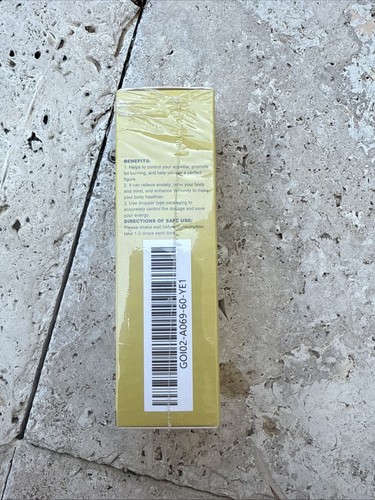 BENEFITS:
1. Helps to control your appetite, promote
fat burning, and help you get a perfect
figure.
2. It can relieve anxiety, relax your body
and mind, and enhance immunity to make
your body healthier.
3. Use dropper type packaging to
accurately control the dosage and save
your energy.
DIRECTIONS OF SAFE USE:
Please shake well before consumption,
take 1-2 drops each time
GOI02-A069-60-YE1